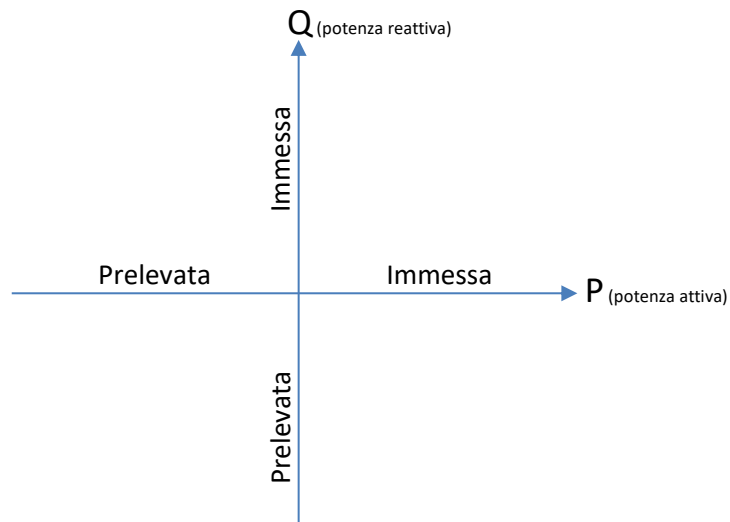 Q (potenza reattiva)
Immessa
Prelevata
Immessa
P (potenza attiva)
Prelevata